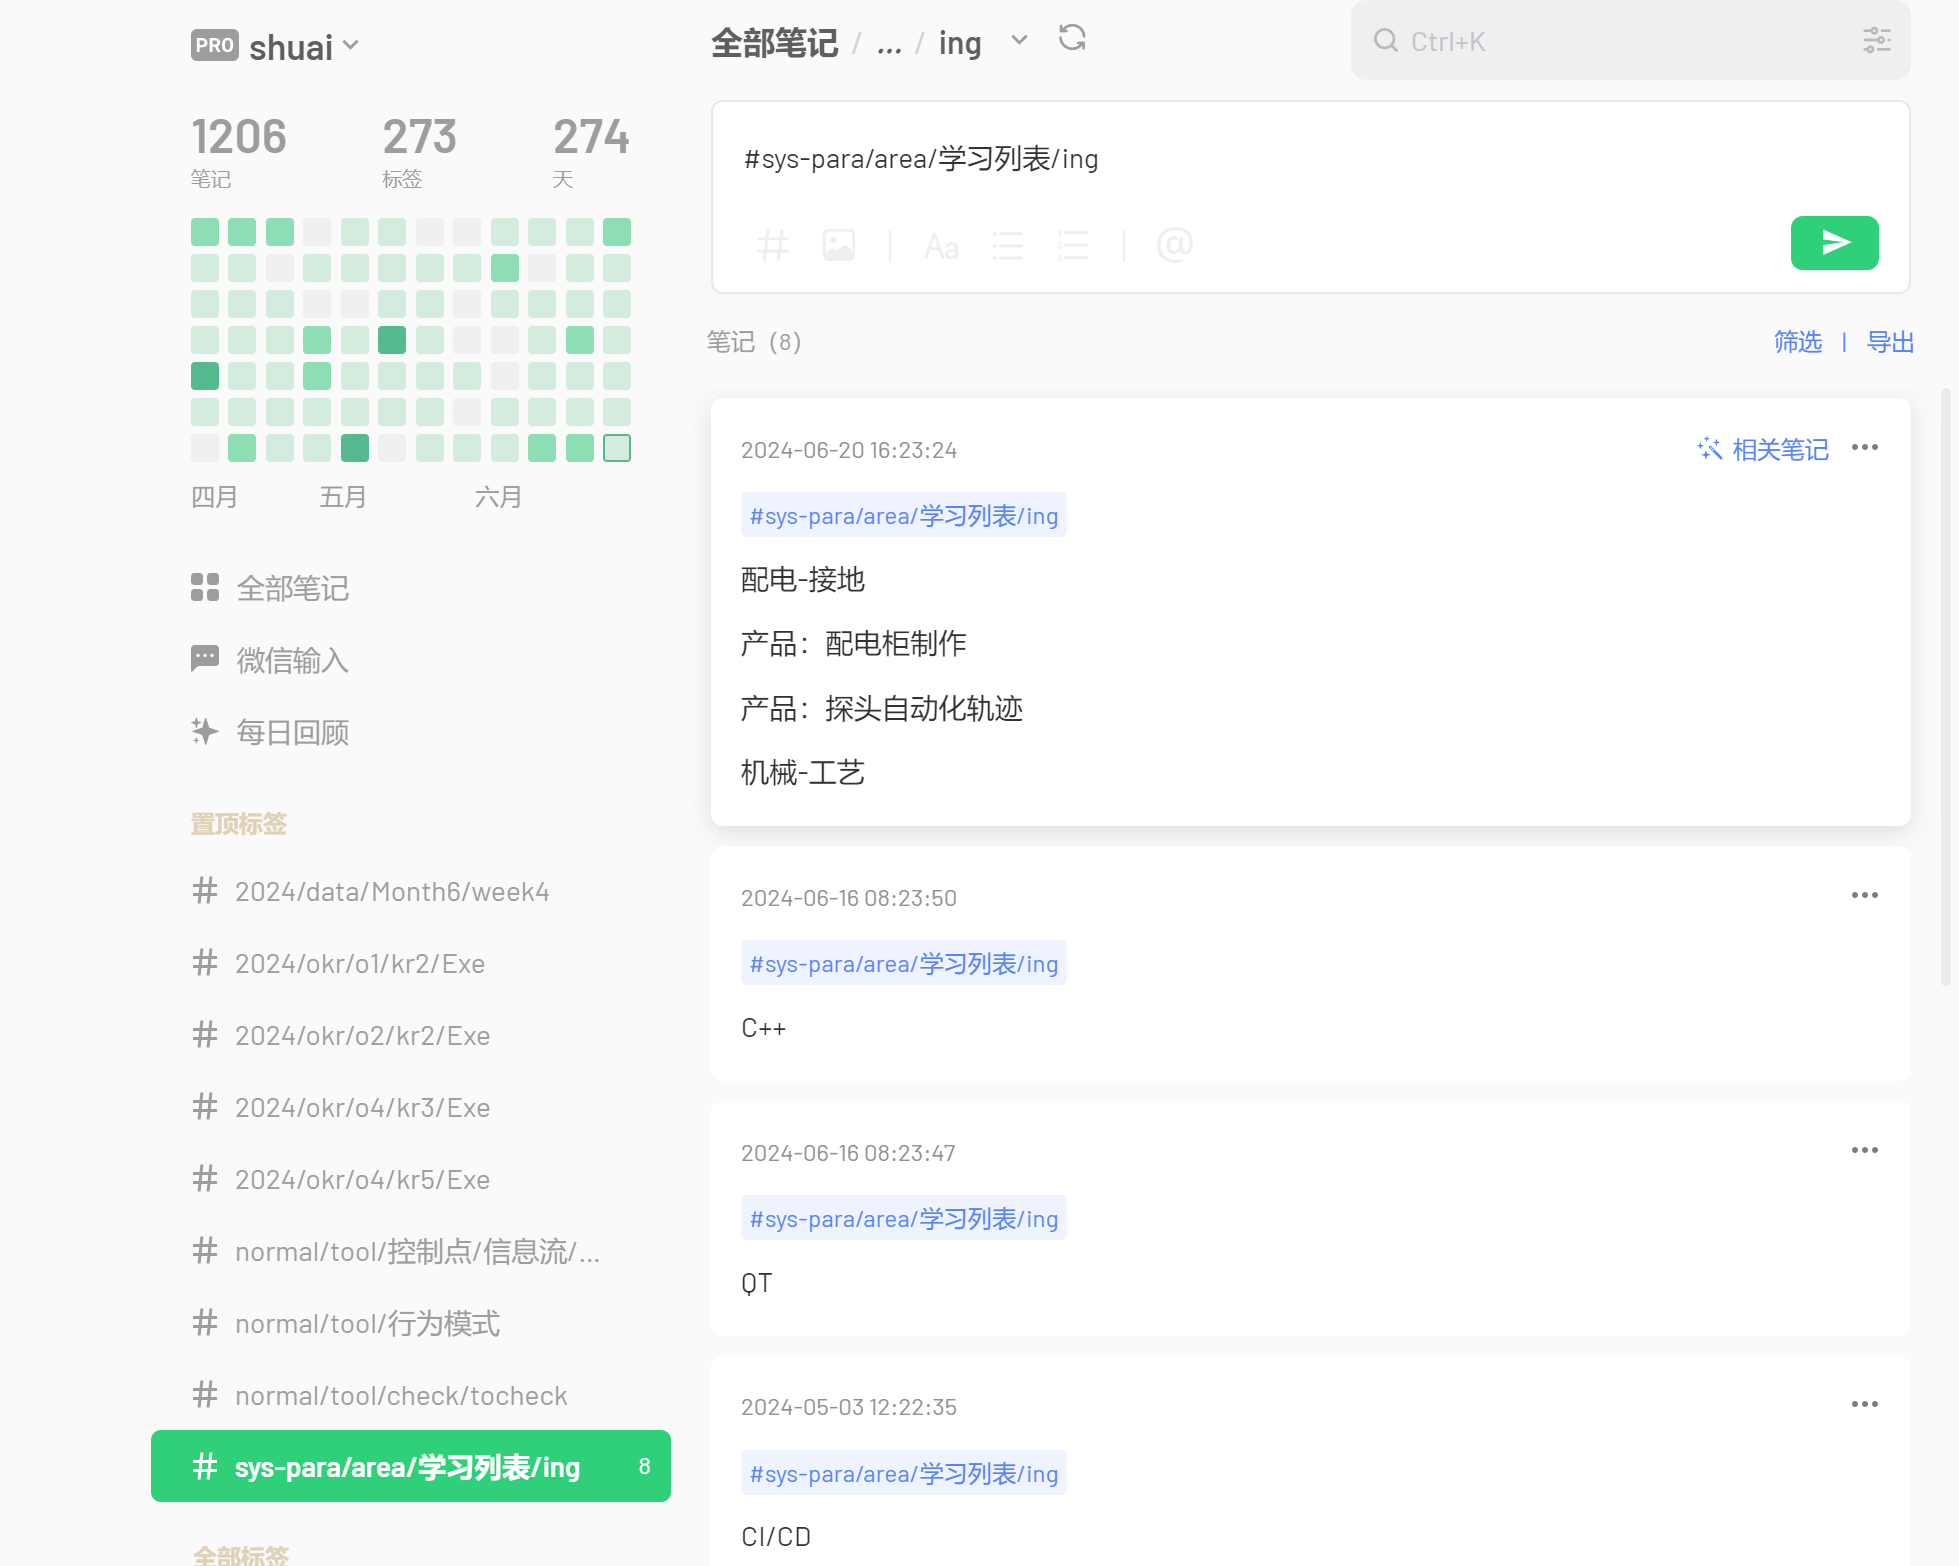 PRO shuai
1206 273 274
笔记 标签 天
四月 五月 六月
全部笔记
微信输入
每日回顾
置顶标签
# 2024/data/Month6/week4
# 2024/okr/o1/kr2/Exe
# 2024/okr/o2/kr2/Exe
# 2024/okr/o4/kr3/Exe
# 2024/okr/o4/kr5/Exe
# normal/tool/控制点/信息流/...
# normal/tool/行为模式
# normal/tool/check/tocheck
# sys-para/area/学习列表/ing 8
全部标签
全部笔记 / ... / ing
Ctrl+K
#sys-para/area/学习列表/ing
Aa @
笔记 (8)
筛选 | 导出
2024-06-20 16:23:24 相关笔记
#sys-para/area/学习列表/ing
配电-接地
产品：配电柜制作
产品：探头自动化轨迹
机械-工艺
2024-06-16 08:23:50
#sys-para/area/学习列表/ing
C++
2024-06-16 08:23:47
#sys-para/area/学习列表/ing
QT
2024-05-03 12:22:35
#sys-para/area/学习列表/ing
CI/CD